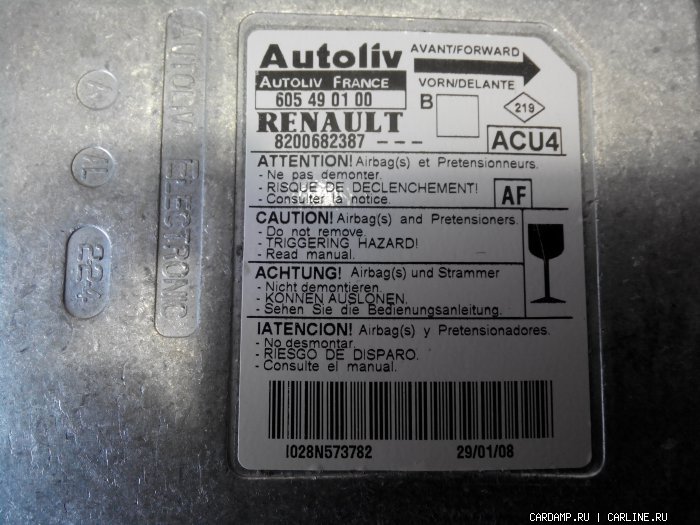 Autoliv
AVANT/FORWARD
AUTOLIV FRANCE
VORN/DELANTE
605 49 01 00
B
219
RENAULT
8200682387 ---
ACU4
ATTENTION! Airbag(s) et Pretensionneurs.
- Ne pas demonter.
- RISQUE DE DECLENCHEMENT!
- Consulter la notice.
AF
CAUTION! Airbag(s) and Pretensioners.
- Do not remove.
- TRIGGERING HAZARD!
- Read manual.
ACHTUNG! Airbag(s) und Strammer
- Nicht demontieren.
- KONNEN AUSLONEN.
- Sehen Sie die Bedienungsanleitung.
!ATENCION! Airbag(s) y Pretensionadores.
- No desmontar.
- RIESGO DE DISPARO.
- Consulte el manual.
I028N573782
29/01/08
AUTOLIV ELECTRONIC
A
224
CARDAMP.RU | CARLINE.RU